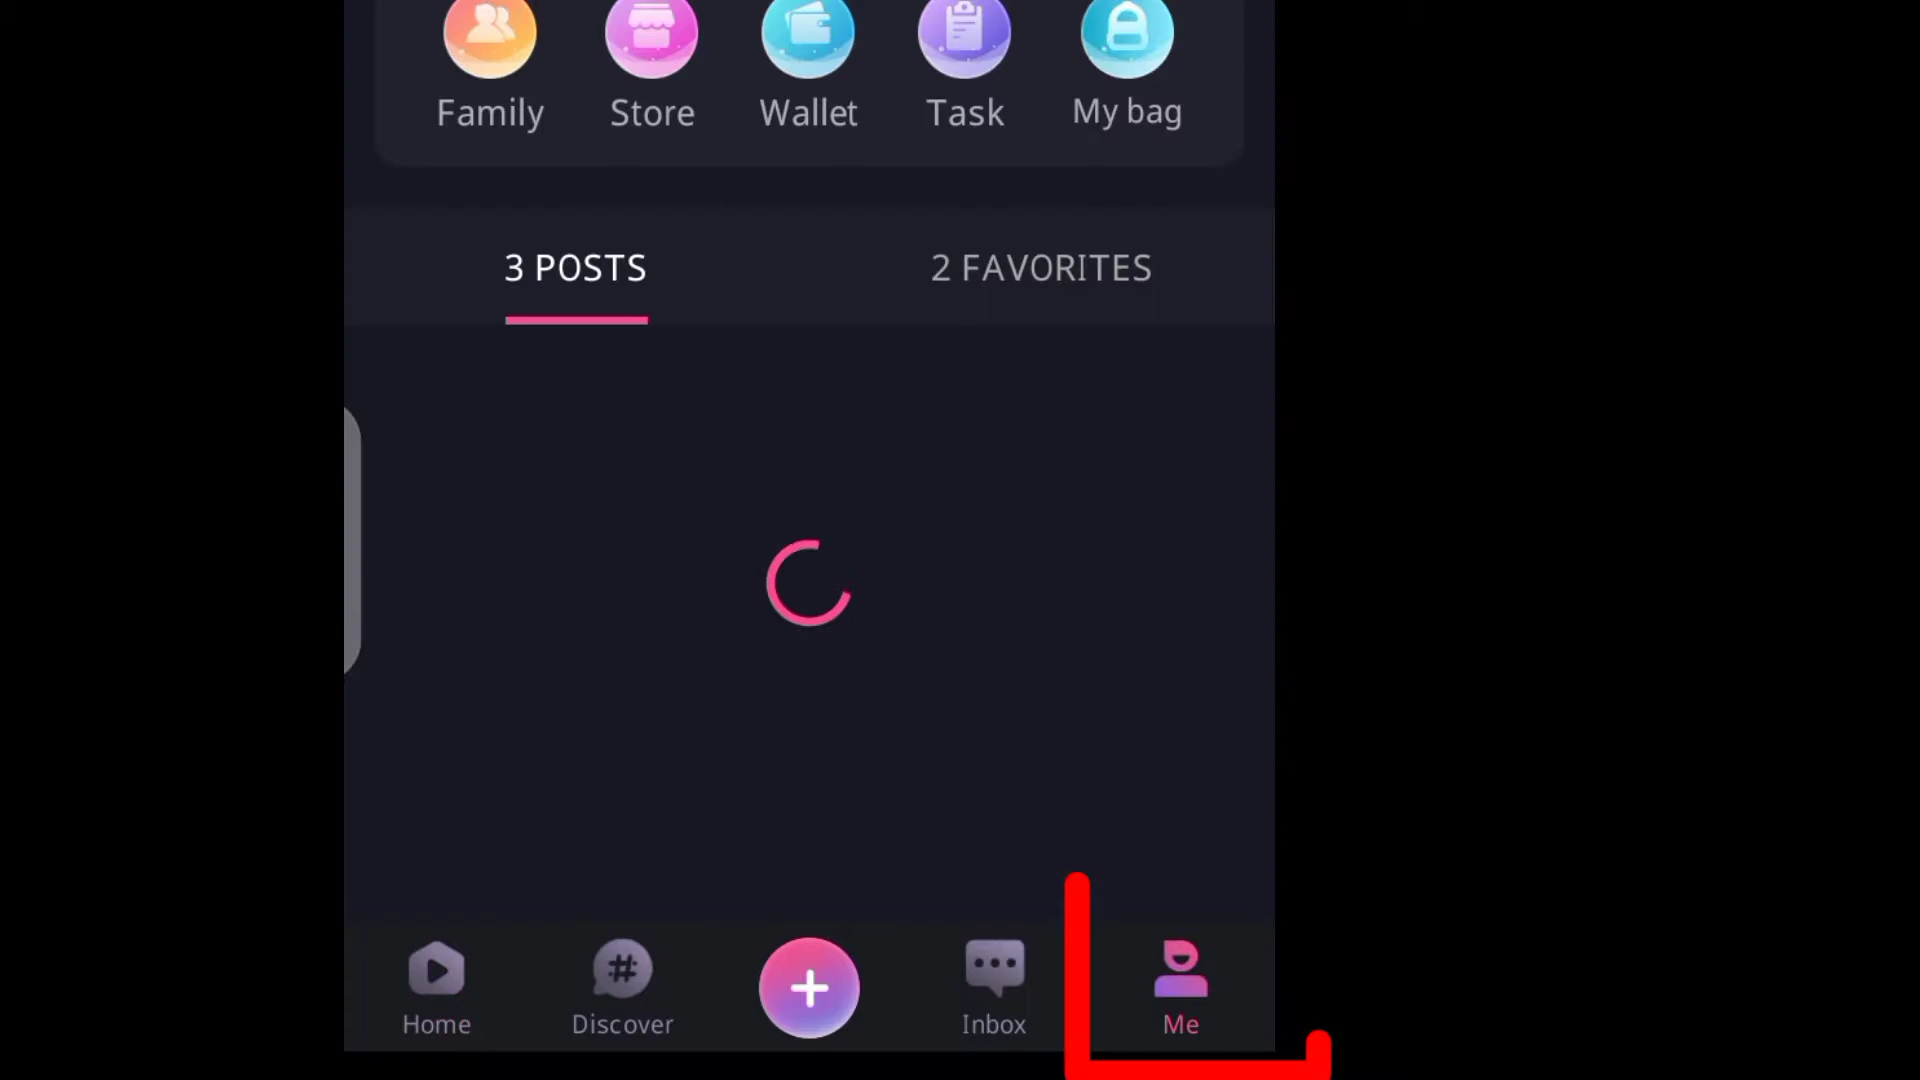 Family Store Wallet Task My bag
3 POSTS 2 FAVORITES
Home Discover Inbox Me